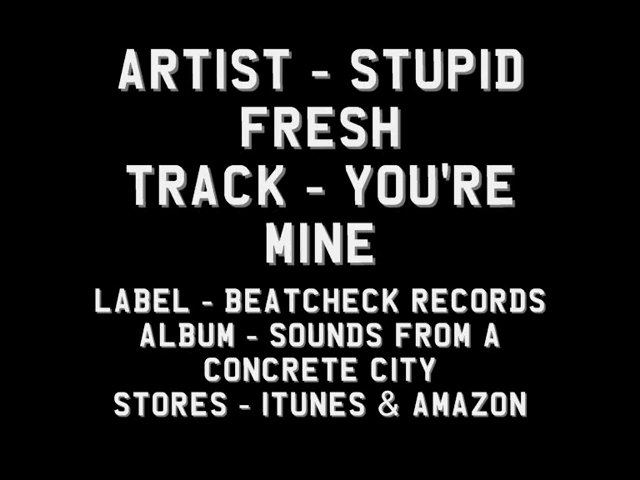 ARTIST - STUPID
FRESH
TRACK - YOU'RE
MINE
LABEL - BEATCHECK RECORDS
ALBUM - SOUNDS FROM A
CONCRETE CITY
STORES - ITUNES & AMAZON